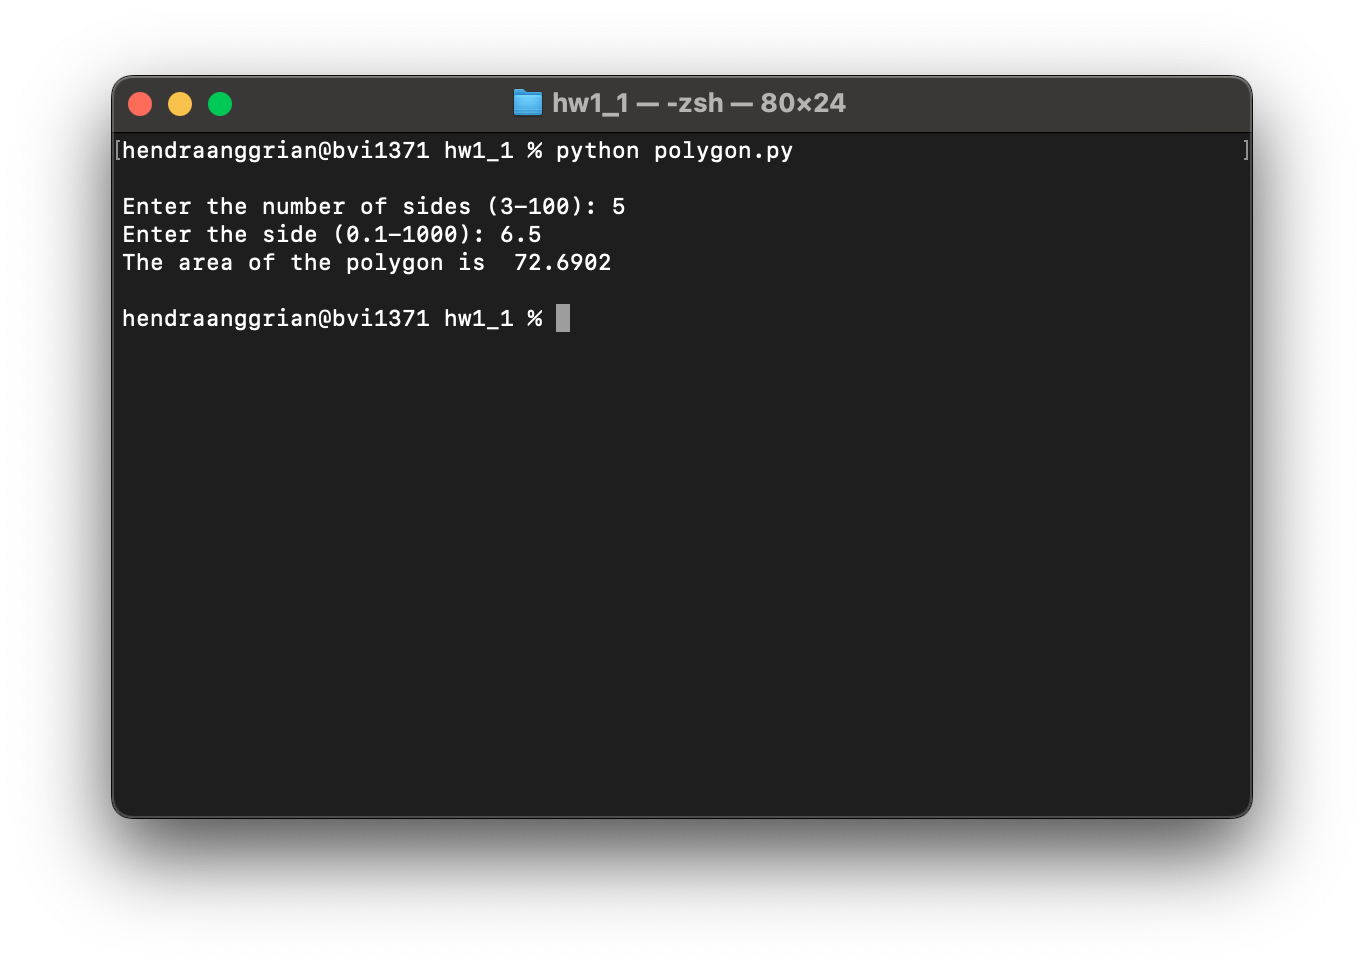 hw1_1 — -zsh — 80×24
[hendraanggrian@bvi1371 hw1_1 % python polygon.py ]
Enter the number of sides (3-100): 5
Enter the side (0.1-1000): 6.5
The area of the polygon is  72.6902
hendraanggrian@bvi1371 hw1_1 %